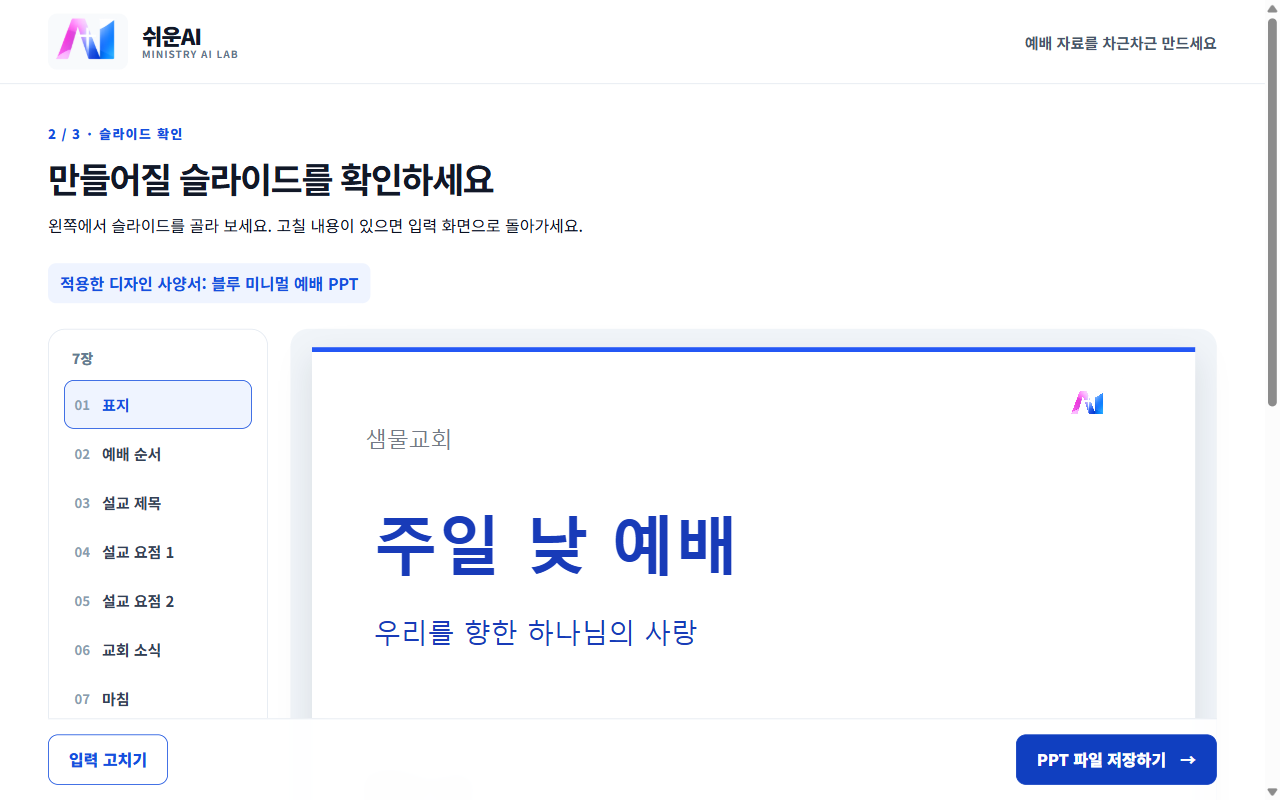 AI
쉬운AI
MINISTRY AI LAB
예배 자료를 차근차근 만드세요
2 / 3 · 슬라이드 확인
만들어질 슬라이드를 확인하세요
왼쪽에서 슬라이드를 골라 보세요. 고칠 내용이 있으면 입력 화면으로 돌아가세요.
적용한 디자인 사양서: 블루 미니멀 예배 PPT
7장
01 표지
02 예배 순서
03 설교 제목
04 설교 요점 1
05 설교 요점 2
06 교회 소식
07 마침
AI
샘물교회
주일 낮 예배
우리를 향한 하나님의 사랑
입력 고치기
PPT 파일 저장하기 →